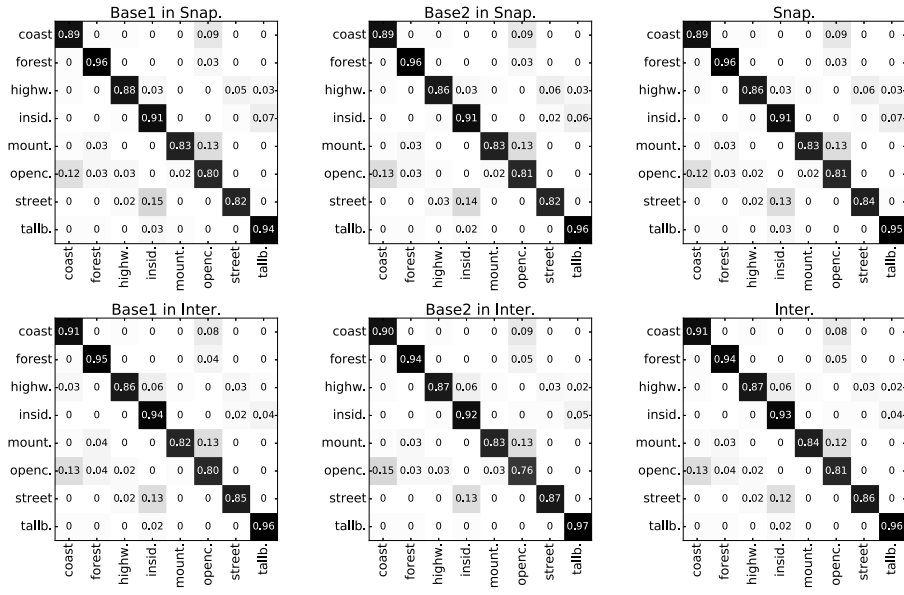 Base1 in Snap. Base2 in Snap. Snap.
coast 0.89 0 0 0 0 0.09 0 0 coast 0.89 0 0 0 0 0.09 0 0 coast 0.89 0 0 0 0 0.09 0 0
forest 0 0.96 0 0 0 0.03 0 0 forest 0 0.96 0 0 0 0.03 0 0 forest 0 0.96 0 0 0 0.03 0 0
highw. 0 0 0.88 0.03 0 0 0.05 0.03 highw. 0 0 0.86 0.03 0 0 0.06 0.03 highw. 0 0 0.86 0.03 0 0 0.06 0.03
insid. 0 0 0 0.91 0 0 0 0.07 insid. 0 0 0 0.91 0 0 0.02 0.06 insid. 0 0 0 0.91 0 0 0 0.07
mount. 0 0.03 0 0 0.83 0.13 0 0 mount. 0 0.03 0 0 0.83 0.13 0 0 mount. 0 0.03 0 0 0.83 0.13 0 0
openc. 0.12 0.03 0.03 0 0.02 0.80 0 0 openc. 0.13 0.03 0 0 0.02 0.81 0 0 openc. 0.12 0.03 0 0 0.02 0.81 0 0
street 0 0 0.02 0.15 0 0 0.82 0 street 0 0 0.03 0.14 0 0 0.82 0 street 0 0 0.02 0.13 0 0 0.84 0
tallb. 0 0 0 0.03 0 0 0 0.94 tallb. 0 0 0 0.02 0 0 0 0.96 tallb. 0 0 0 0.03 0 0 0 0.95
coast forest highw. insid. mount. openc. street tallb. coast forest highw. insid. mount. openc. street tallb. coast forest highw. insid. mount. openc. street tallb.
Base1 in Inter. Base2 in Inter. Inter.
coast 0.91 0 0 0 0 0.08 0 0 coast 0.90 0 0 0 0 0.09 0 0 coast 0.91 0 0 0 0 0.08 0 0
forest 0 0.95 0 0 0 0.04 0 0 forest 0 0.94 0 0 0 0.05 0 0 forest 0 0.94 0 0 0 0.05 0 0
highw. 0.03 0 0.86 0.06 0 0 0.03 0 highw. 0 0 0.87 0.06 0 0 0.03 0.02 highw. 0 0 0.87 0.06 0 0 0.03 0.02
insid. 0 0 0 0.94 0 0 0.02 0.04 insid. 0 0 0 0.92 0 0 0 0.05 insid. 0 0 0 0.93 0 0 0 0.04
mount. 0 0.04 0 0 0.82 0.13 0 0 mount. 0 0.03 0 0 0.83 0.13 0 0 mount. 0 0.03 0 0 0.84 0.12 0 0
openc. 0.13 0.04 0.02 0 0 0.80 0 0 openc. 0.15 0.03 0.03 0 0.03 0.76 0 0 openc. 0.13 0.04 0.02 0 0 0.81 0 0
street 0 0 0.02 0.13 0 0 0.85 0 street 0 0 0 0.13 0 0 0.87 0 street 0 0 0.02 0.12 0 0 0.86 0
tallb. 0 0 0 0.02 0 0 0 0.96 tallb. 0 0 0 0 0 0 0 0.97 tallb. 0 0 0 0.02 0 0 0 0.96
coast forest highw. insid. mount. openc. street tallb. coast forest highw. insid. mount. openc. street tallb. coast forest highw. insid. mount. openc. street tallb.